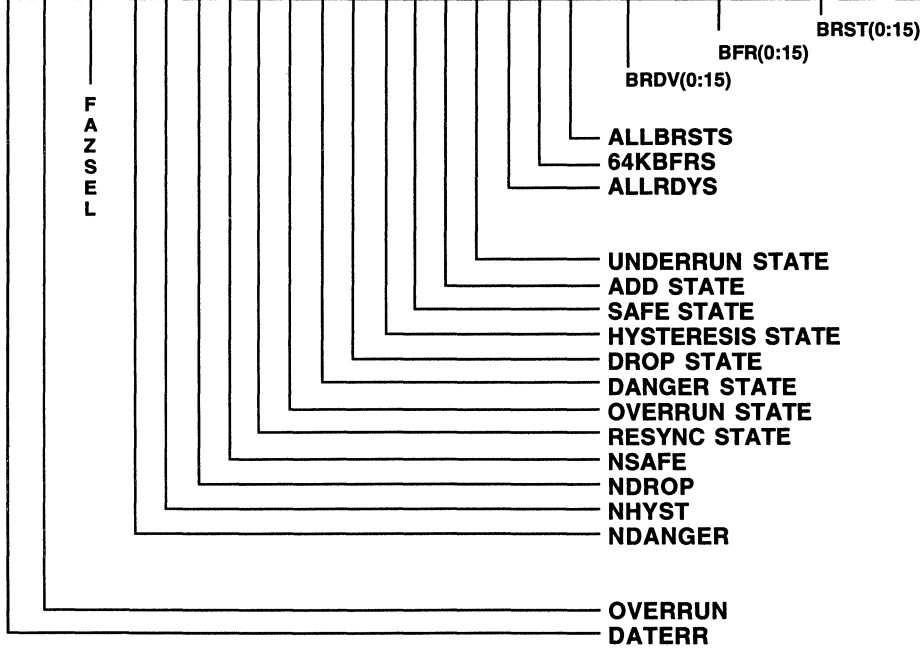 BRST(0:15)
BFR(0:15)
BRDV(0:15)
FAZSEL
ALLBRSTS
64KBFRS
ALLRDYS
UNDERRUN STATE
ADD STATE
SAFE STATE
HYSTERESIS STATE
DROP STATE
DANGER STATE
OVERRUN STATE
RESYNC STATE
NSAFE
NDROP
NHYST
NDANGER
OVERRUN
DATERR